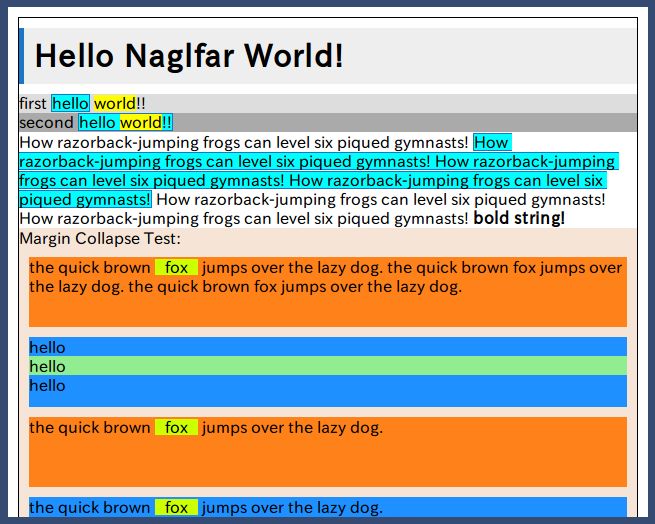 Hello Naglfar World!
first hello world!!
second hello world!!
How razorback-jumping frogs can level six piqued gymnasts! How
razorback-jumping frogs can level six piqued gymnasts! How razorback-jumping
frogs can level six piqued gymnasts! How razorback-jumping frogs can level six
piqued gymnasts! How razorback-jumping frogs can level six piqued gymnasts!
How razorback-jumping frogs can level six piqued gymnasts! bold string!
Margin Collapse Test:
the quick brown fox jumps over the lazy dog. the quick brown fox jumps over
the lazy dog. the quick brown fox jumps over the lazy dog.
hello
hello
hello
the quick brown fox jumps over the lazy dog.
the quick brown fox jumps over the lazy dog.